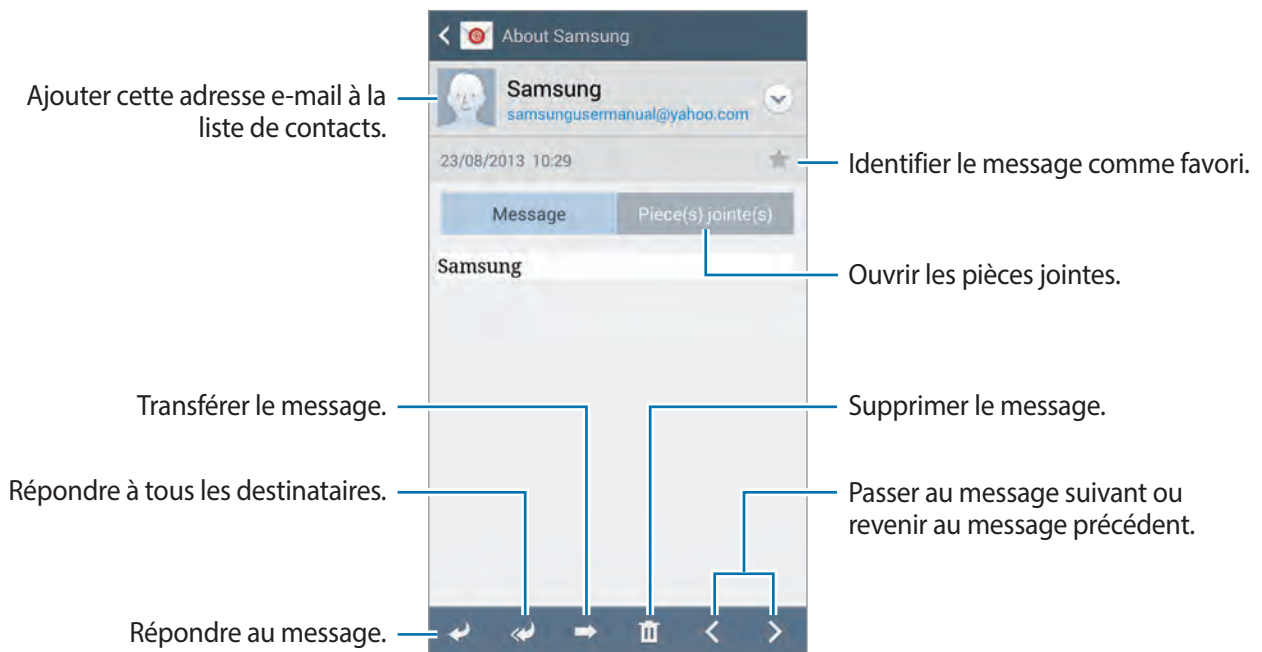 About Samsung
Ajouter cette adresse e-mail à la
liste de contacts.
Samsung
samsungusermanual@yahoo.com
23/08/2013 10:29
Identifier le message comme favori.
Message
Pièce(s) jointe(s)
Samsung
Ouvrir les pièces jointes.
Transférer le message.
Supprimer le message.
Répondre à tous les destinataires.
Passer au message suivant ou
revenir au message précédent.
Répondre au message.